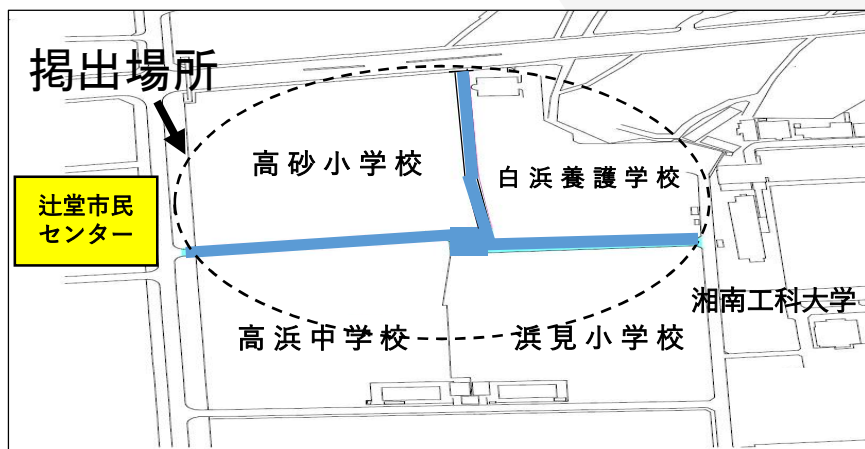 掲出場所
高砂小学校
白浜養護学校
辻堂市民
センター
湘南工科大学
高浜中学校
浜見小学校